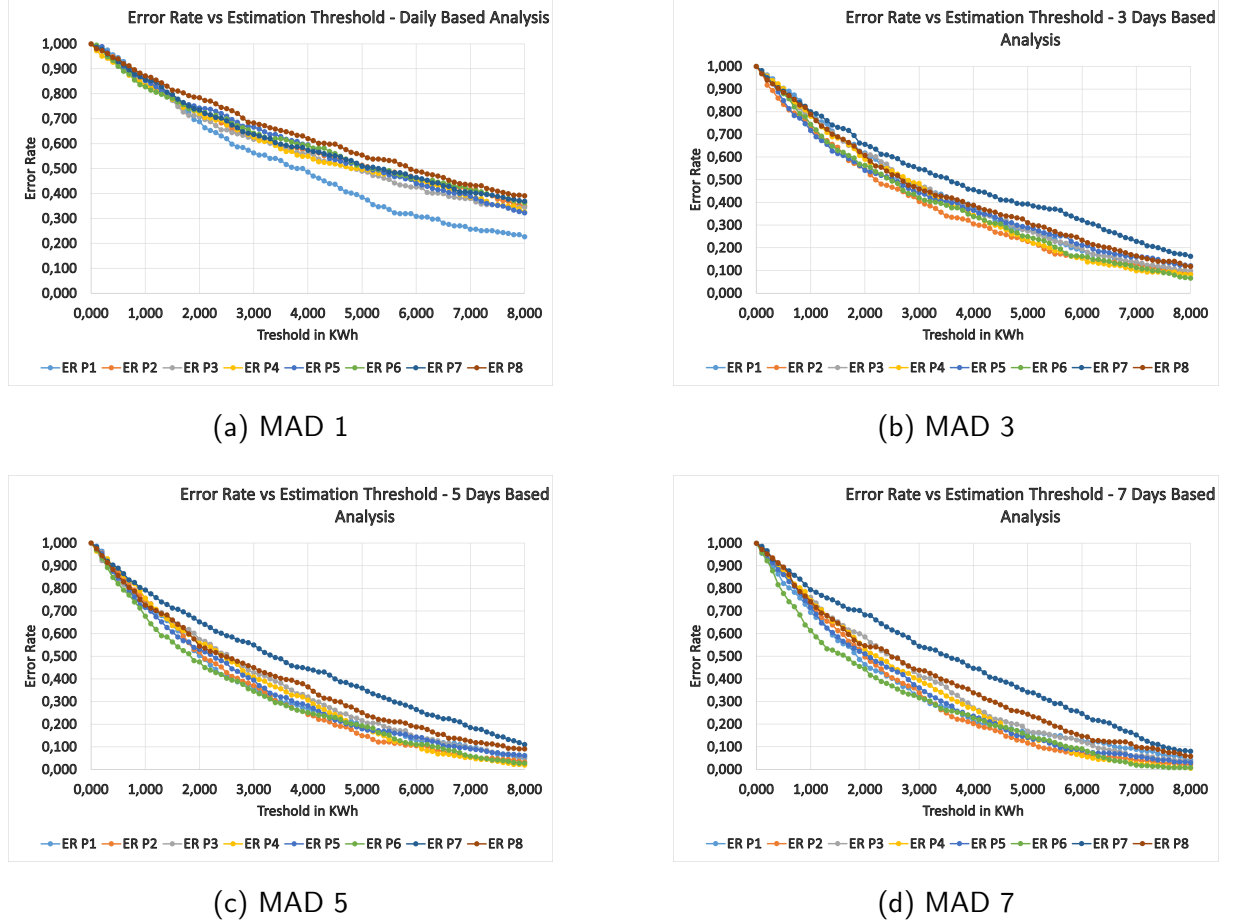 Error Rate vs Estimation Threshold - Daily Based Analysis
1,000
0,900
0,800
0,700
0,600
0,500
0,400
0,300
0,200
0,100
0,000
Error Rate
0,000 1,000 2,000 3,000 4,000 5,000 6,000 7,000 8,000
Treshold in KWh
ER P1 ER P2 ER P3 ER P4 ER P5 ER P6 ER P7 ER P8
(a) MAD 1
Error Rate vs Estimation Threshold - 3 Days Based
Analysis
1,000
0,900
0,800
0,700
0,600
0,500
0,400
0,300
0,200
0,100
0,000
Error Rate
0,000 1,000 2,000 3,000 4,000 5,000 6,000 7,000 8,000
Treshold in KWh
ER P1 ER P2 ER P3 ER P4 ER P5 ER P6 ER P7 ER P8
(b) MAD 3
Error Rate vs Estimation Threshold - 5 Days Based
Analysis
1,000
0,900
0,800
0,700
0,600
0,500
0,400
0,300
0,200
0,100
0,000
Error Rate
0,000 1,000 2,000 3,000 4,000 5,000 6,000 7,000 8,000
Treshold in KWh
ER P1 ER P2 ER P3 ER P4 ER P5 ER P6 ER P7 ER P8
(c) MAD 5
Error Rate vs Estimation Threshold - 7 Days Based
Analysis
1,000
0,900
0,800
0,700
0,600
0,500
0,400
0,300
0,200
0,100
0,000
Error Rate
0,000 1,000 2,000 3,000 4,000 5,000 6,000 7,000 8,000
Treshold in KWh
ER P1 ER P2 ER P3 ER P4 ER P5 ER P6 ER P7 ER P8
(d) MAD 7